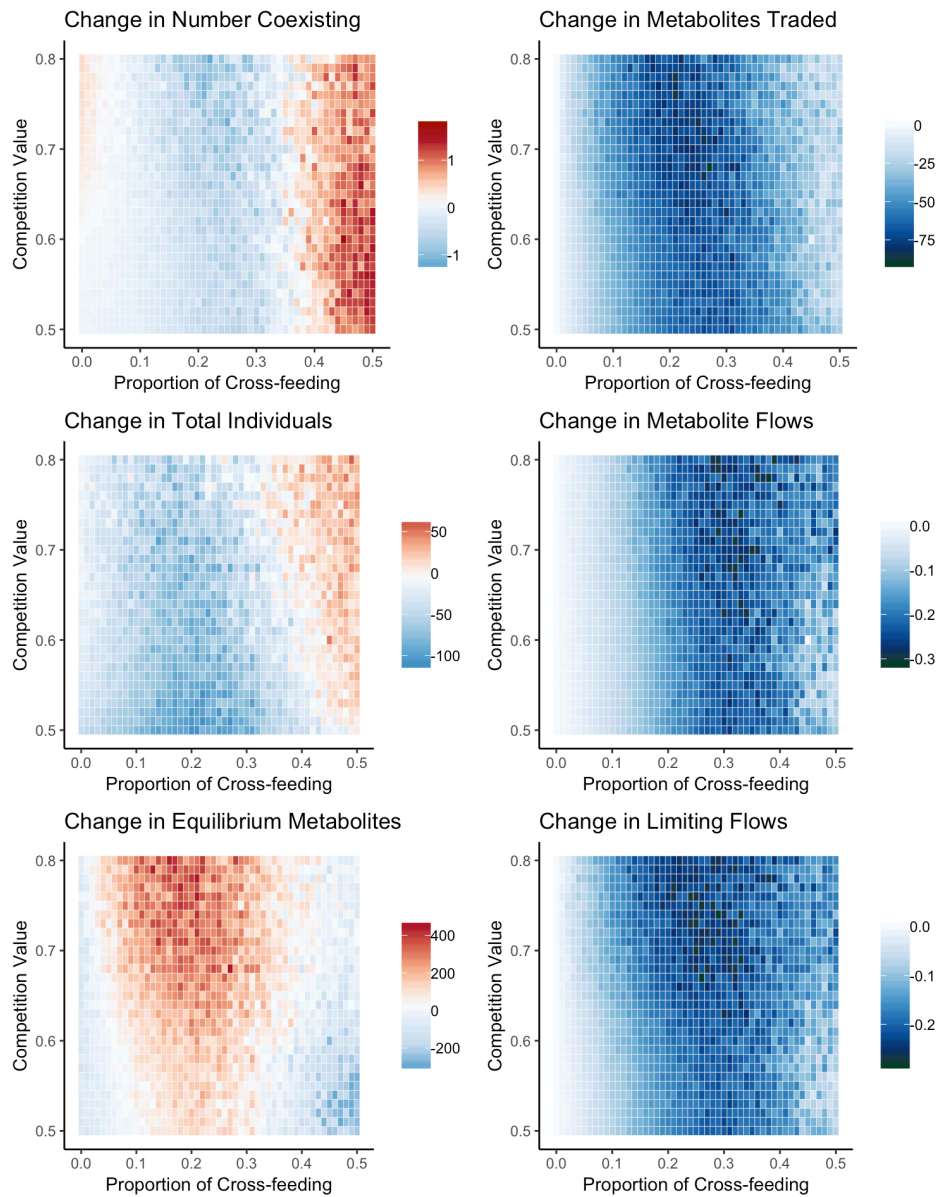 Change in Number Coexisting
Competition Value
0.8
0.7
0.6
0.5
0.0 0.1 0.2 0.3 0.4 0.5
Proportion of Cross-feeding
1
0
-1
Change in Metabolites Traded
Competition Value
0.8
0.7
0.6
0.5
0.0 0.1 0.2 0.3 0.4 0.5
Proportion of Cross-feeding
0
-25
-50
-75
Change in Total Individuals
Competition Value
0.8
0.7
0.6
0.5
0.0 0.1 0.2 0.3 0.4 0.5
Proportion of Cross-feeding
50
0
-50
-100
Change in Metabolite Flows
Competition Value
0.8
0.7
0.6
0.5
0.0 0.1 0.2 0.3 0.4 0.5
Proportion of Cross-feeding
0.0
-0.1
-0.2
-0.3
Change in Equilibrium Metabolites
Competition Value
0.8
0.7
0.6
0.5
0.0 0.1 0.2 0.3 0.4 0.5
Proportion of Cross-feeding
400
200
0
-200
Change in Limiting Flows
Competition Value
0.8
0.7
0.6
0.5
0.0 0.1 0.2 0.3 0.4 0.5
Proportion of Cross-feeding
0.0
-0.1
-0.2